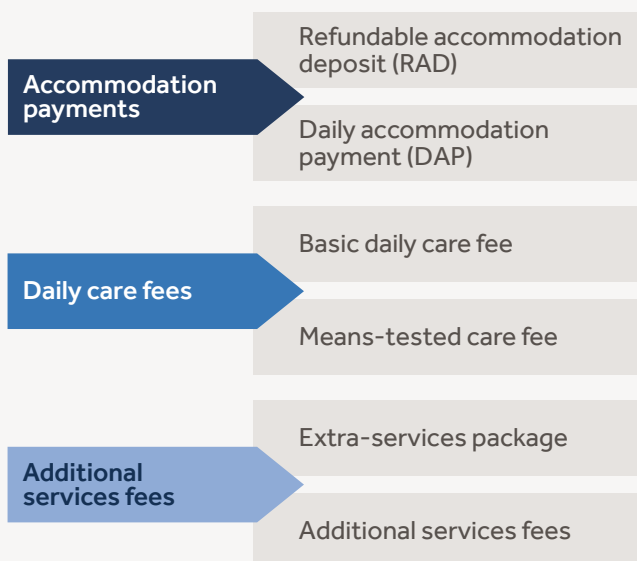 Accommodation
payments
Refundable accommodation
deposit (RAD)
Daily accommodation
payment (DAP)
Daily care fees
Basic daily care fee
Means-tested care fee
Additional
services fees
Extra-services package
Additional services fees